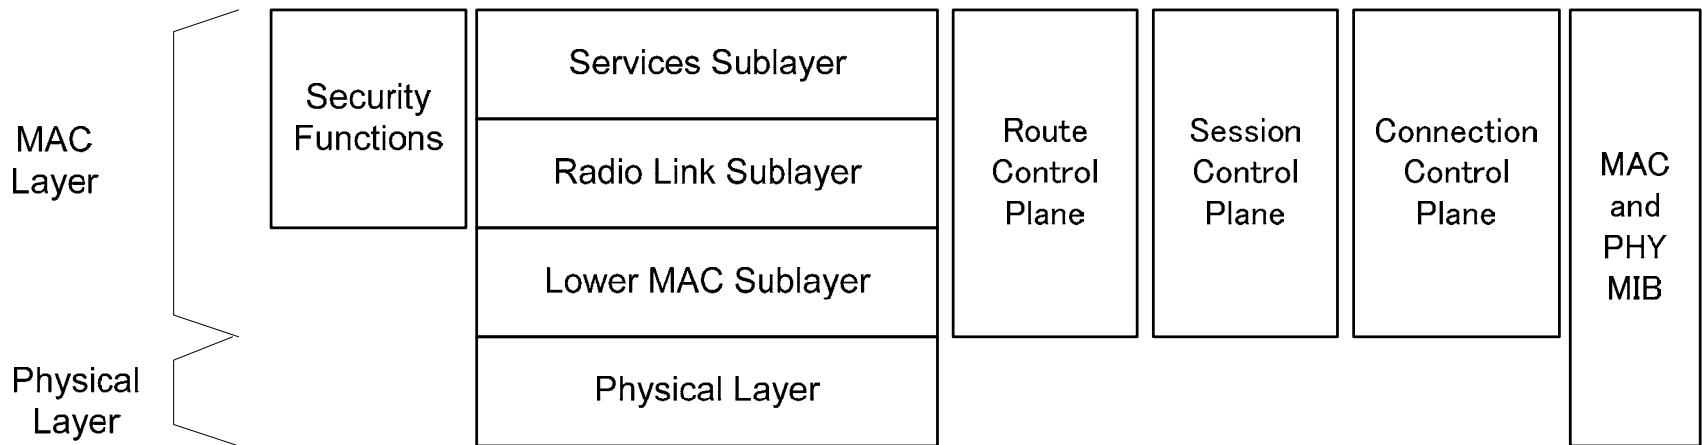 MAC
Layer
Physical
Layer
Security
Functions
Services Sublayer
Radio Link Sublayer
Lower MAC Sublayer
Physical Layer
Route
Control
Plane
Session
Control
Plane
Connection
Control
Plane
MAC
and
PHY
MIB